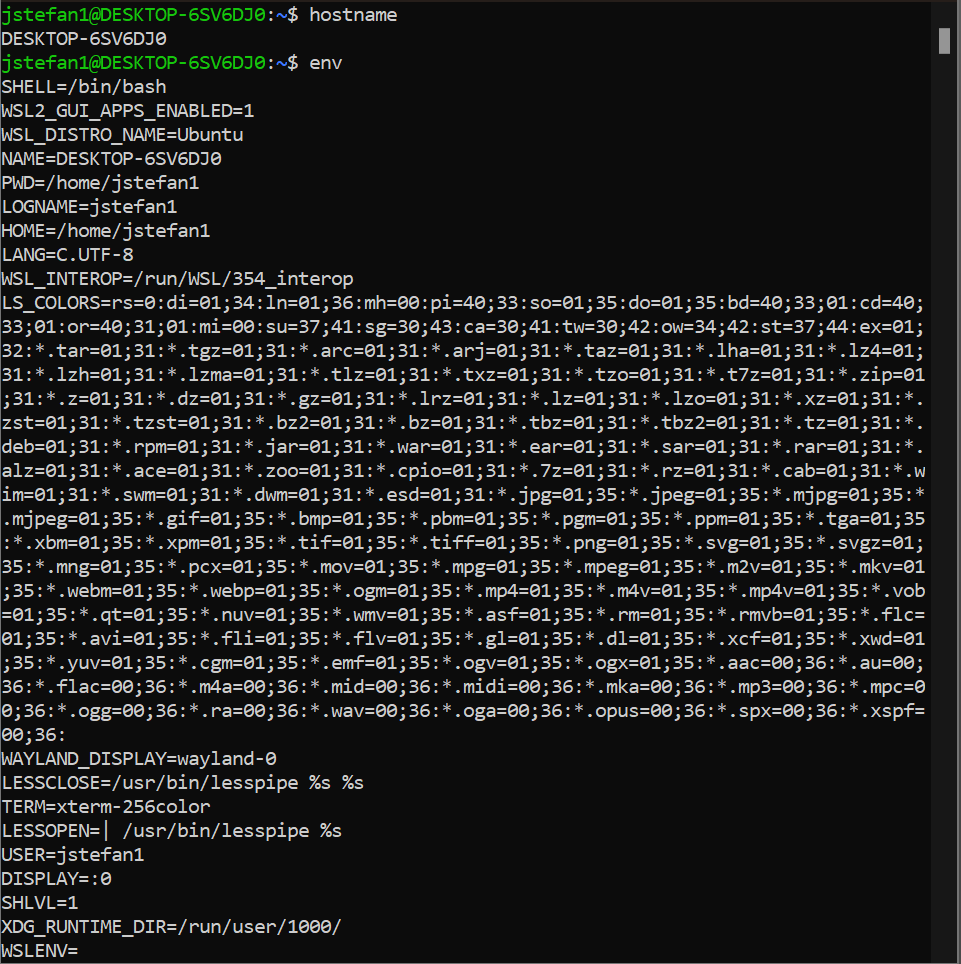 jstefan1@DESKTOP-6SV6DJ0:~$ hostname
DESKTOP-6SV6DJ0
jstefan1@DESKTOP-6SV6DJ0:~$ env
SHELL=/bin/bash
WSL2_GUI_APPS_ENABLED=1
WSL_DISTRO_NAME=Ubuntu
NAME=DESKTOP-6SV6DJ0
PWD=/home/jstefan1
LOGNAME=jstefan1
HOME=/home/jstefan1
LANG=C.UTF-8
WSL_INTEROP=/run/WSL/354_interop
LS_COLORS=rs=0:di=01;34:ln=01;36:mh=00:pi=40;33:so=01;35:do=01;35:bd=40;33;01:cd=40;
33;01:or=40;31;01:mi=00:su=37;41:sg=30;43:ca=30;41:tw=30;42:ow=34;42:st=37;44:ex=01;
32:*.tar=01;31:*.tgz=01;31:*.arc=01;31:*.arj=01;31:*.taz=01;31:*.lha=01;31:*.lz4=01;
31:*.lzh=01;31:*.lzma=01;31:*.tlz=01;31:*.txz=01;31:*.tzo=01;31:*.t7z=01;31:*.zip=01
;31:*.z=01;31:*.dz=01;31:*.gz=01;31:*.lrz=01;31:*.lz=01;31:*.lzo=01;31:*.xz=01;31:*.
zst=01;31:*.tzst=01;31:*.bz2=01;31:*.bz=01;31:*.tbz=01;31:*.tbz2=01;31:*.tz=01;31:*.
deb=01;31:*.rpm=01;31:*.jar=01;31:*.war=01;31:*.ear=01;31:*.sar=01;31:*.rar=01;31:*.
alz=01;31:*.ace=01;31:*.zoo=01;31:*.cpio=01;31:*.7z=01;31:*.rz=01;31:*.cab=01;31:*.w
im=01;31:*.swm=01;31:*.dwm=01;31:*.esd=01;31:*.jpg=01;35:*.jpeg=01;35:*.mjpg=01;35:*
.mjpeg=01;35:*.gif=01;35:*.bmp=01;35:*.pbm=01;35:*.pgm=01;35:*.ppm=01;35:*.tga=01;35
:*.xbm=01;35:*.xpm=01;35:*.tif=01;35:*.tiff=01;35:*.png=01;35:*.svg=01;35:*.svgz=01;
35:*.mng=01;35:*.pcx=01;35:*.mov=01;35:*.mpg=01;35:*.mpeg=01;35:*.m2v=01;35:*.mkv=01
;35:*.webm=01;35:*.webp=01;35:*.ogm=01;35:*.mp4=01;35:*.m4v=01;35:*.mp4v=01;35:*.vob
=01;35:*.qt=01;35:*.nuv=01;35:*.wmv=01;35:*.asf=01;35:*.rm=01;35:*.rmvb=01;35:*.flc=
01;35:*.avi=01;35:*.fli=01;35:*.flv=01;35:*.gl=01;35:*.dl=01;35:*.xcf=01;35:*.xwd=01
;35:*.yuv=01;35:*.cgm=01;35:*.emf=01;35:*.ogv=01;35:*.ogx=01;35:*.aac=00;36:*.au=00;
36:*.flac=00;36:*.m4a=00;36:*.mid=00;36:*.midi=00;36:*.mka=00;36:*.mp3=00;36:*.mpc=0
0;36:*.ogg=00;36:*.ra=00;36:*.wav=00;36:*.oga=00;36:*.opus=00;36:*.spx=00;36:*.xspf=
00;36:
WAYLAND_DISPLAY=wayland-0
LESSCLOSE=/usr/bin/lesspipe %s %s
TERM=xterm-256color
LESSOPEN=| /usr/bin/lesspipe %s
USER=jstefan1
DISPLAY=:0
SHLVL=1
XDG_RUNTIME_DIR=/run/user/1000/
WSLENV=